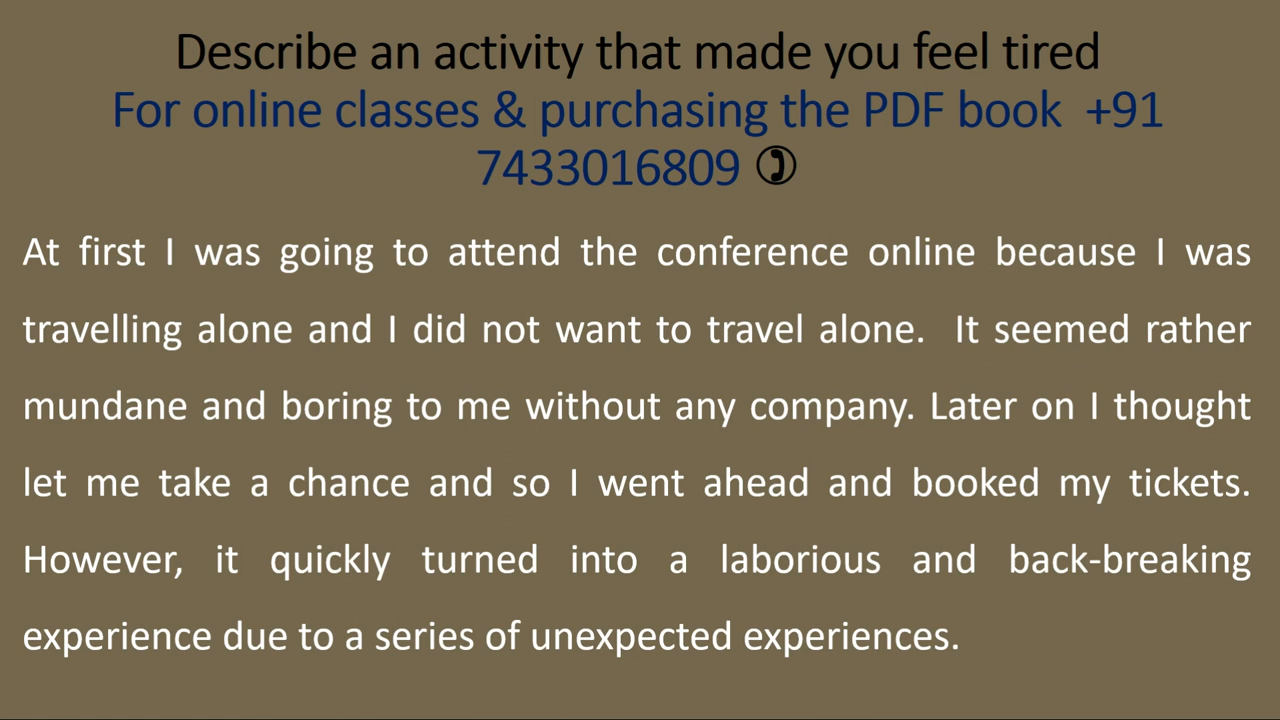 Describe an activity that made you feel tired
For online classes & purchasing the PDF book +91
7433016809 ✆
At first I was going to attend the conference online because I was
travelling alone and I did not want to travel alone. It seemed rather
mundane and boring to me without any company. Later on I thought
let me take a chance and so I went ahead and booked my tickets.
However, it quickly turned into a laborious and back-breaking
experience due to a series of unexpected experiences.